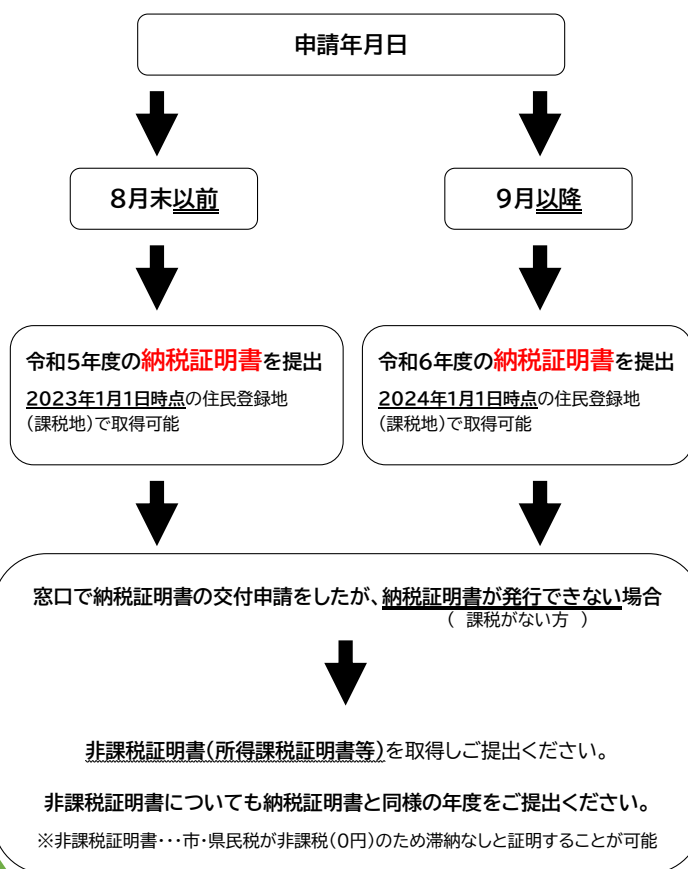 申請年月日
8月末以前
9月以降
令和5年度の納税証明書を提出
2023年1月1日時点の住民登録地
(課税地)で取得可能
令和6年度の納税証明書を提出
2024年1月1日時点の住民登録地
(課税地)で取得可能
窓口で納税証明書の交付申請をしたが、納税証明書が発行できない場合
( 課税がない方 )
非課税証明書(所得課税証明書等)を取得しご提出ください。
非課税証明書についても納税証明書と同様の年度をご提出ください。
※非課税証明書・・・市・県民税が非課税(0円)のため滞納なしと証明することが可能